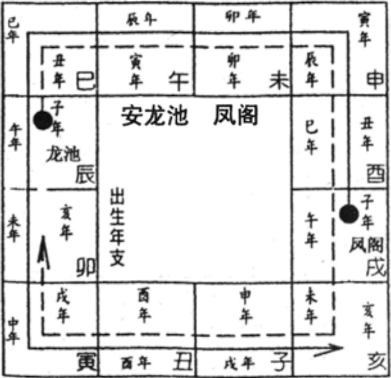 巳年
辰年
卯年
寅年
丑年
巳
寅年
午
卯年
未
辰年
申
安龙池 凤阁
午年
子年
龙池
辰
巳年
丑年
酉
出生年支
未年
亥年
卯
午年
子年
凤阁
戌
申年
戌年
寅
酉年
酉年
丑
申年
戌年
子
未年
亥年
亥